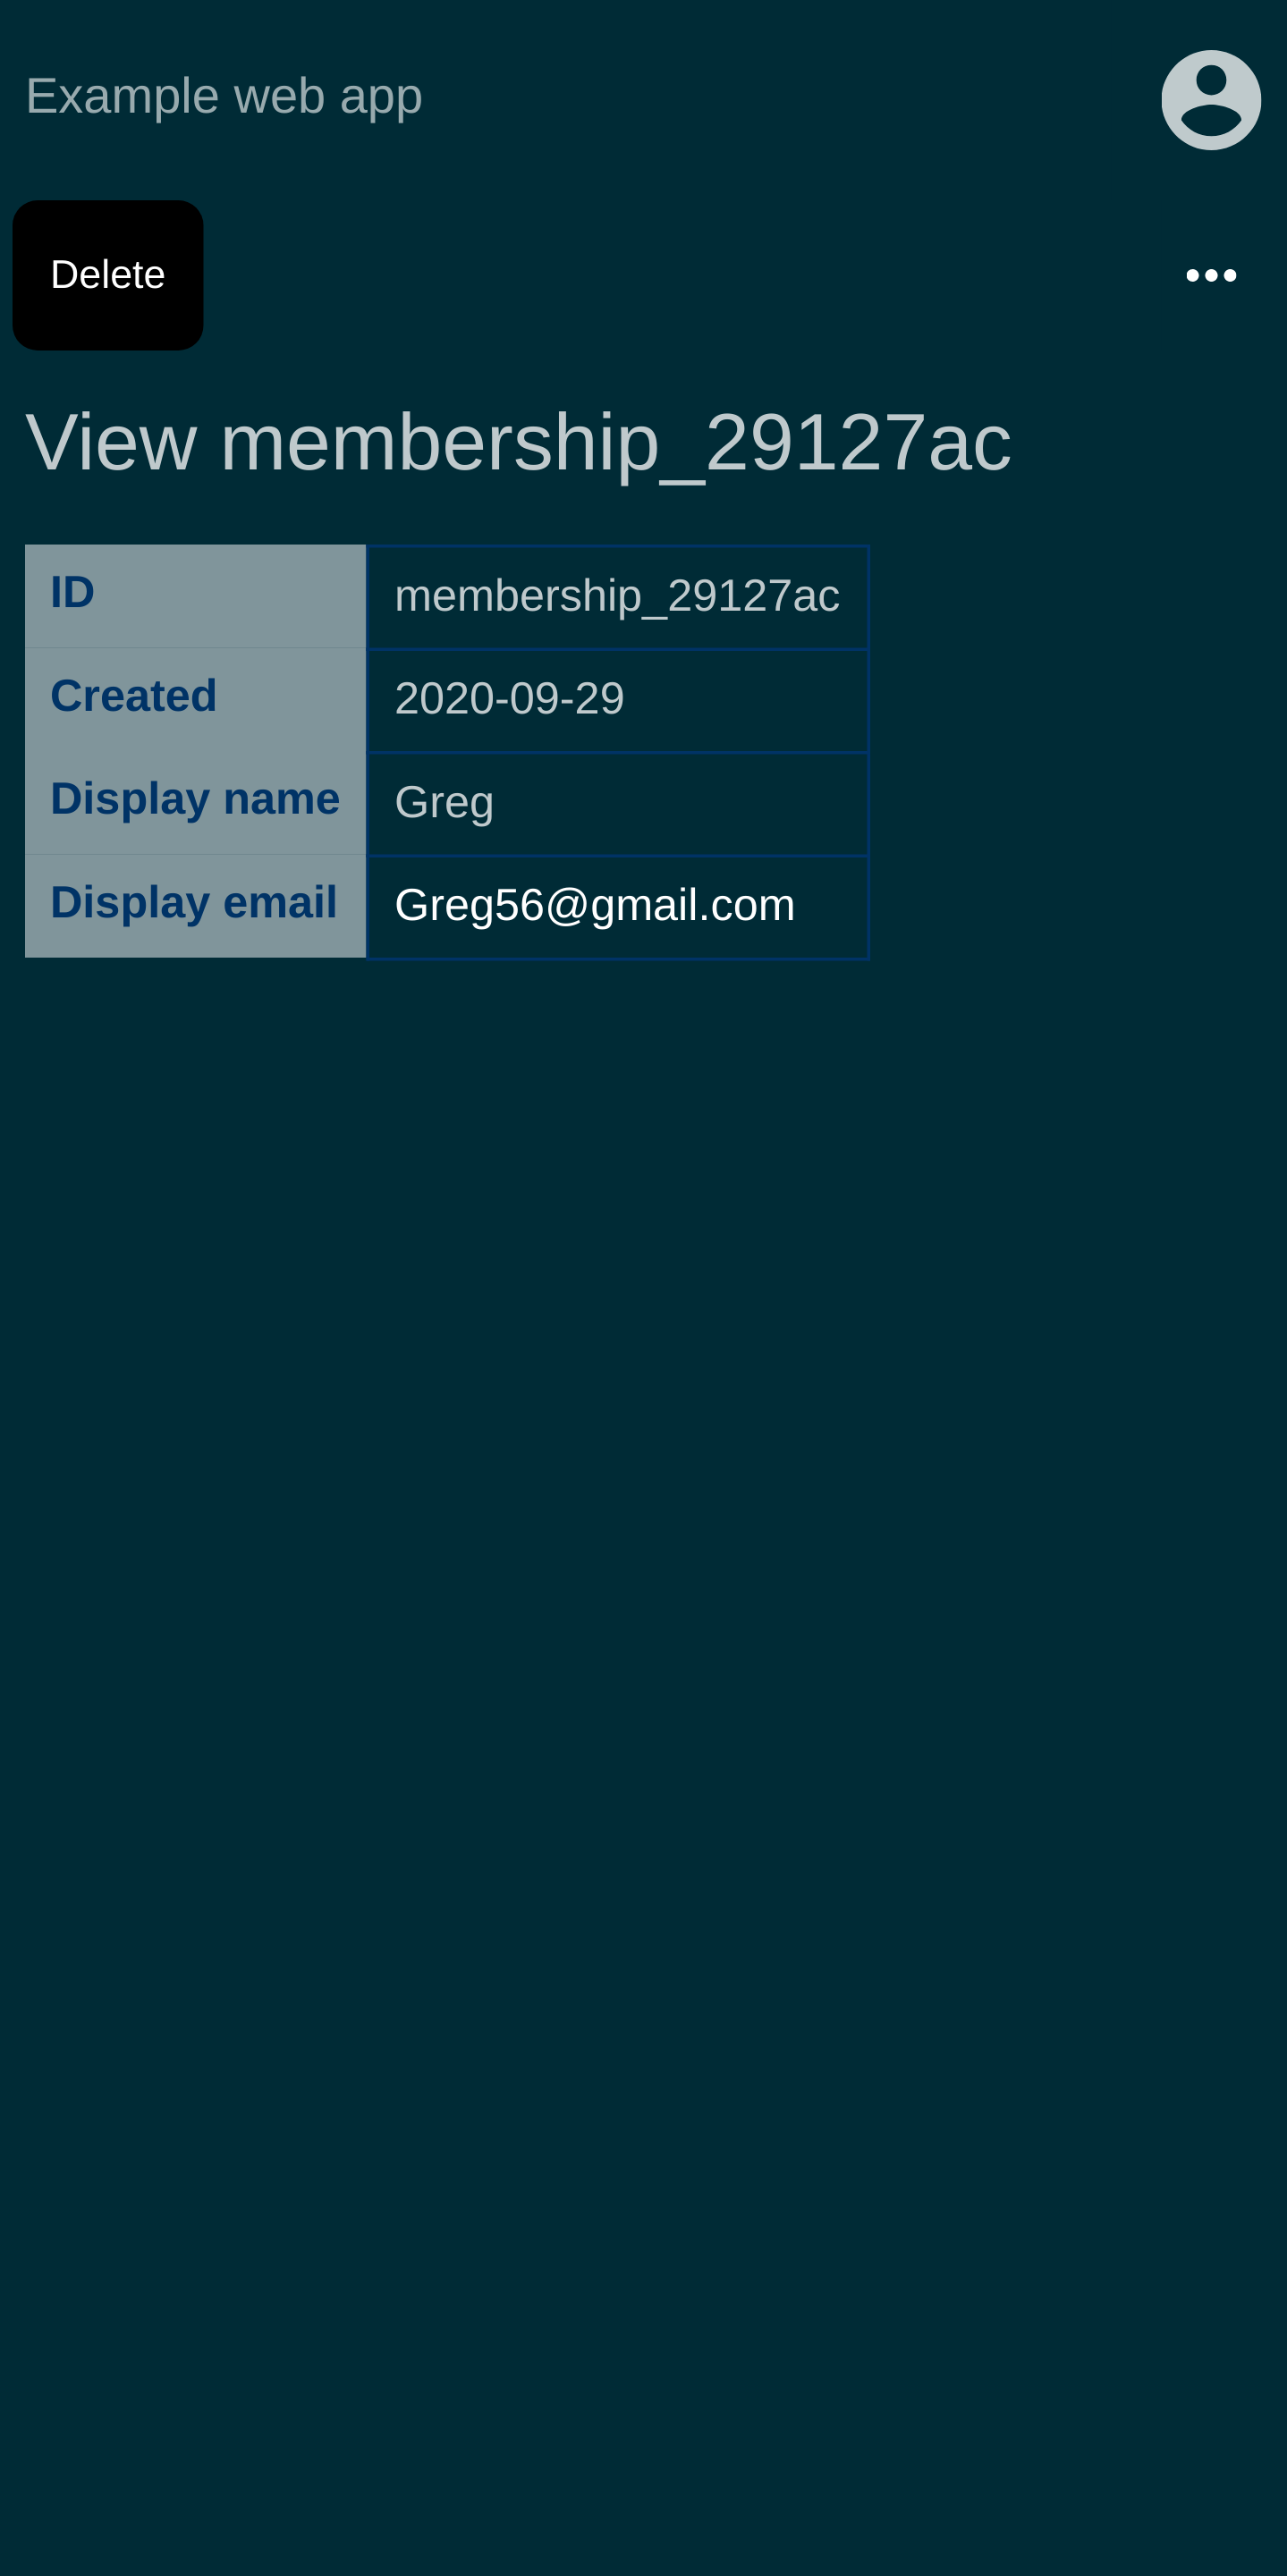 Example web app
Delete
View membership_29127ac
ID membership_29127ac
Created 2020-09-29
Display name Greg
Display email Greg56@gmail.com